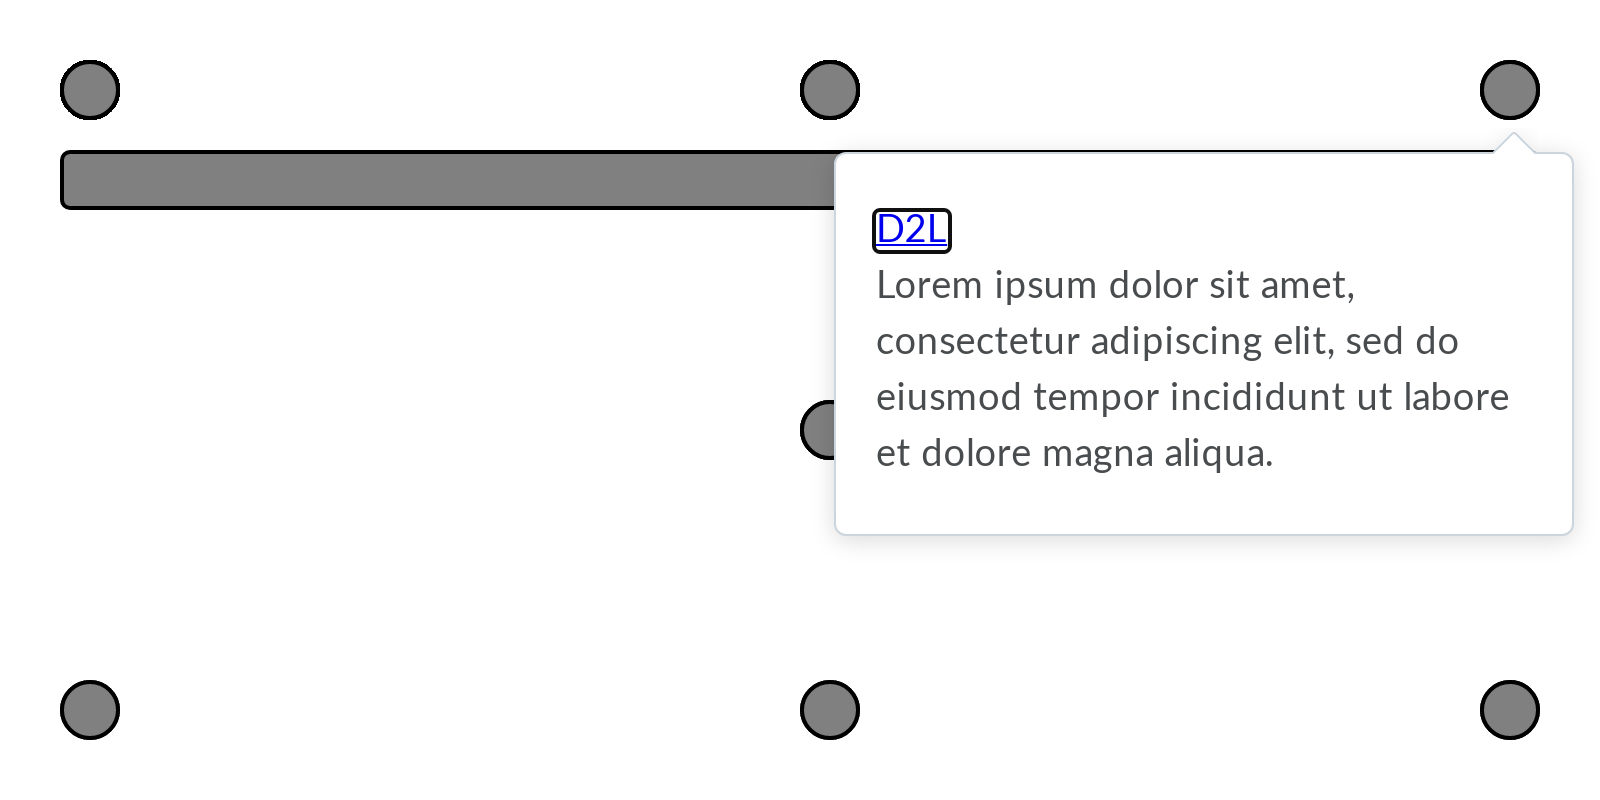 D2L
Lorem ipsum dolor sit amet,
consectetur adipiscing elit, sed do
eiusmod tempor incididunt ut labore
et dolore magna aliqua.